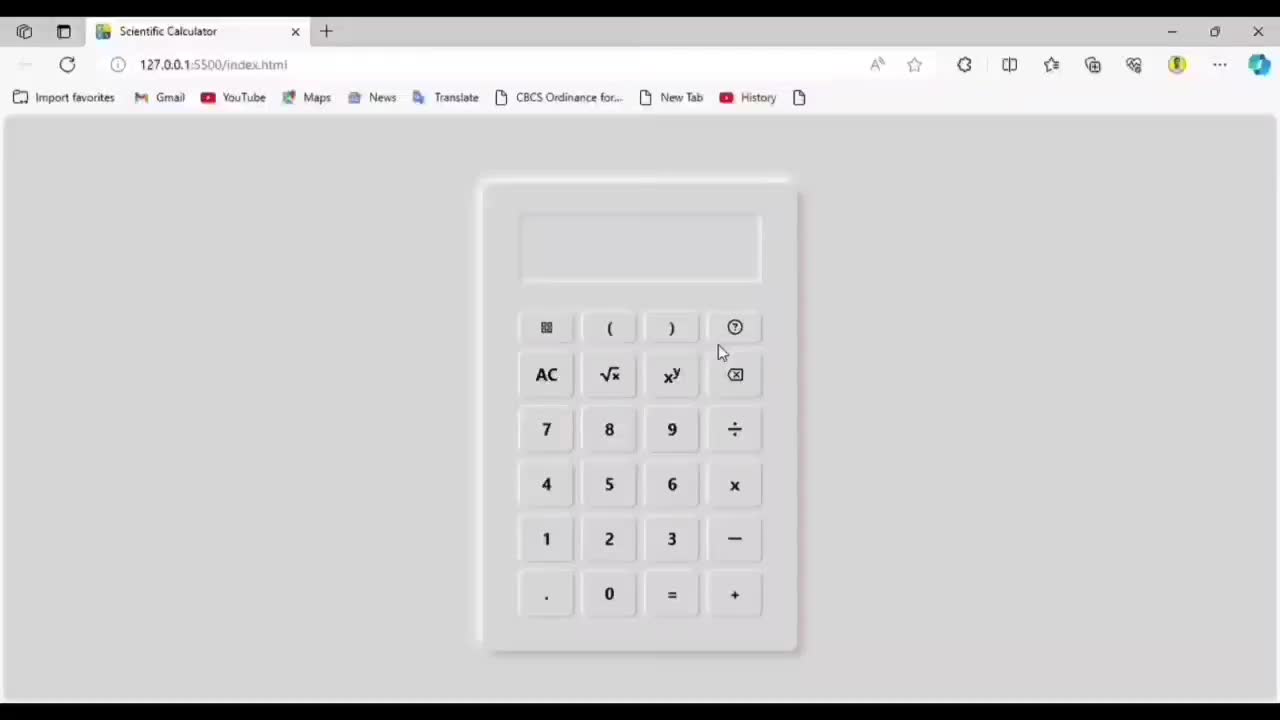 Scientific Calculator
127.0.0.1:5500/index.html
Import favorites Gmail YouTube Maps News Translate CBCS Ordinance for... New Tab History
( ) ?
AC √x xʸ
7 8 9 ÷
4 5 6 x
1 2 3 —
. 0 = +